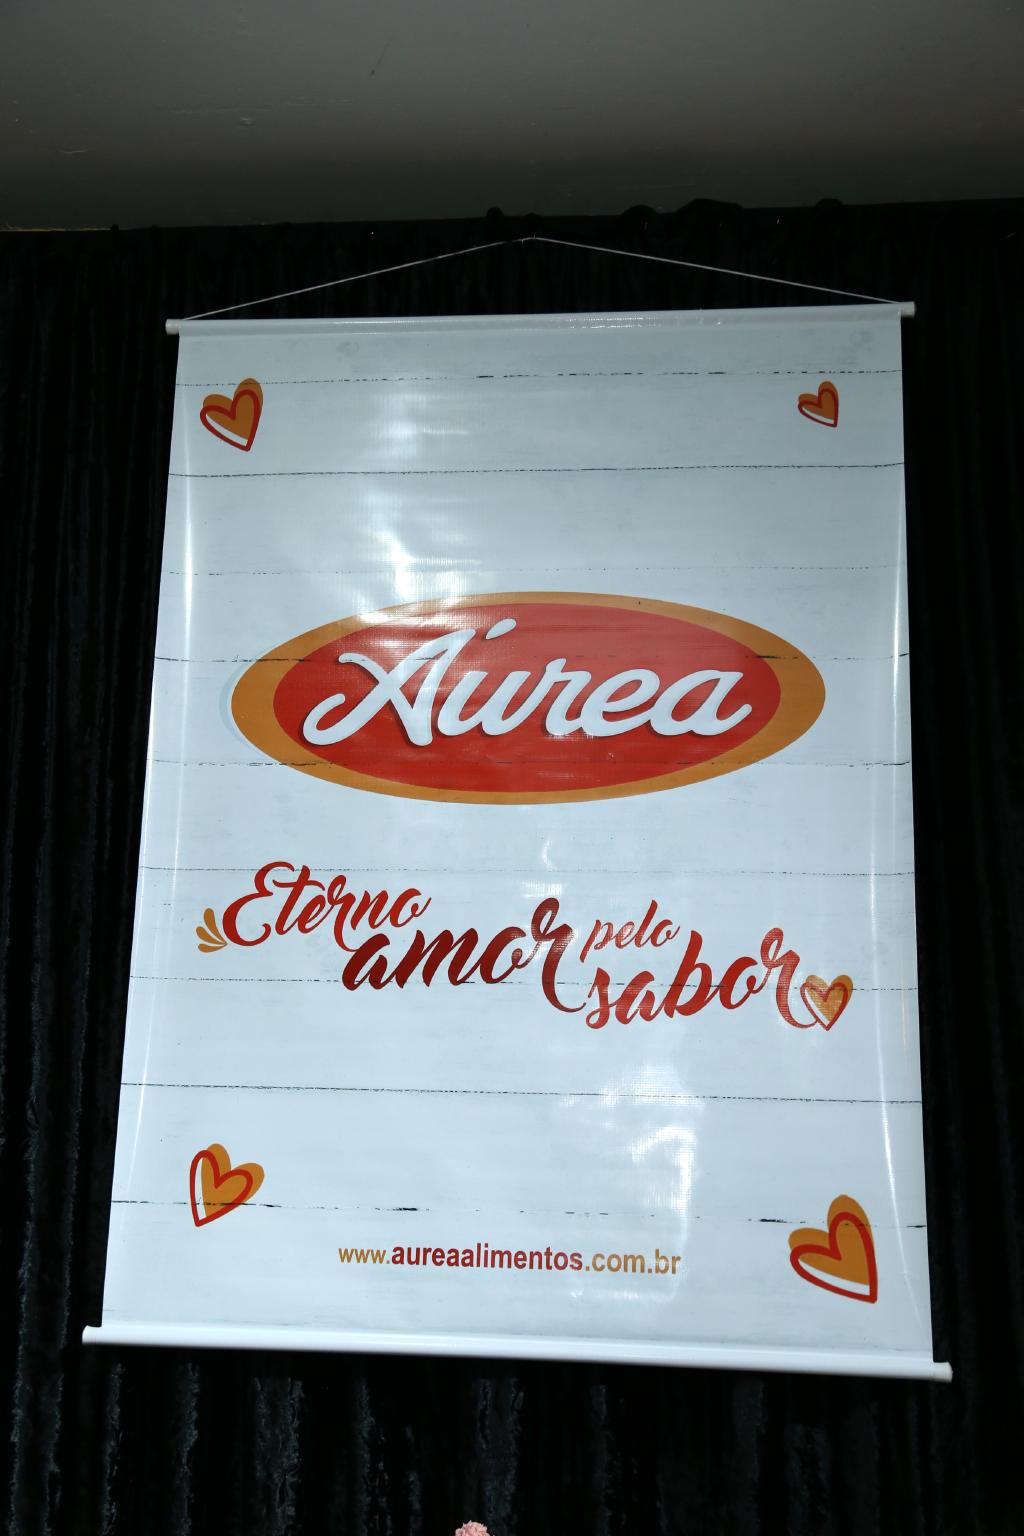 Áurea
Eterno
amor pelo
sabor
www.aureaalimentos.com.br